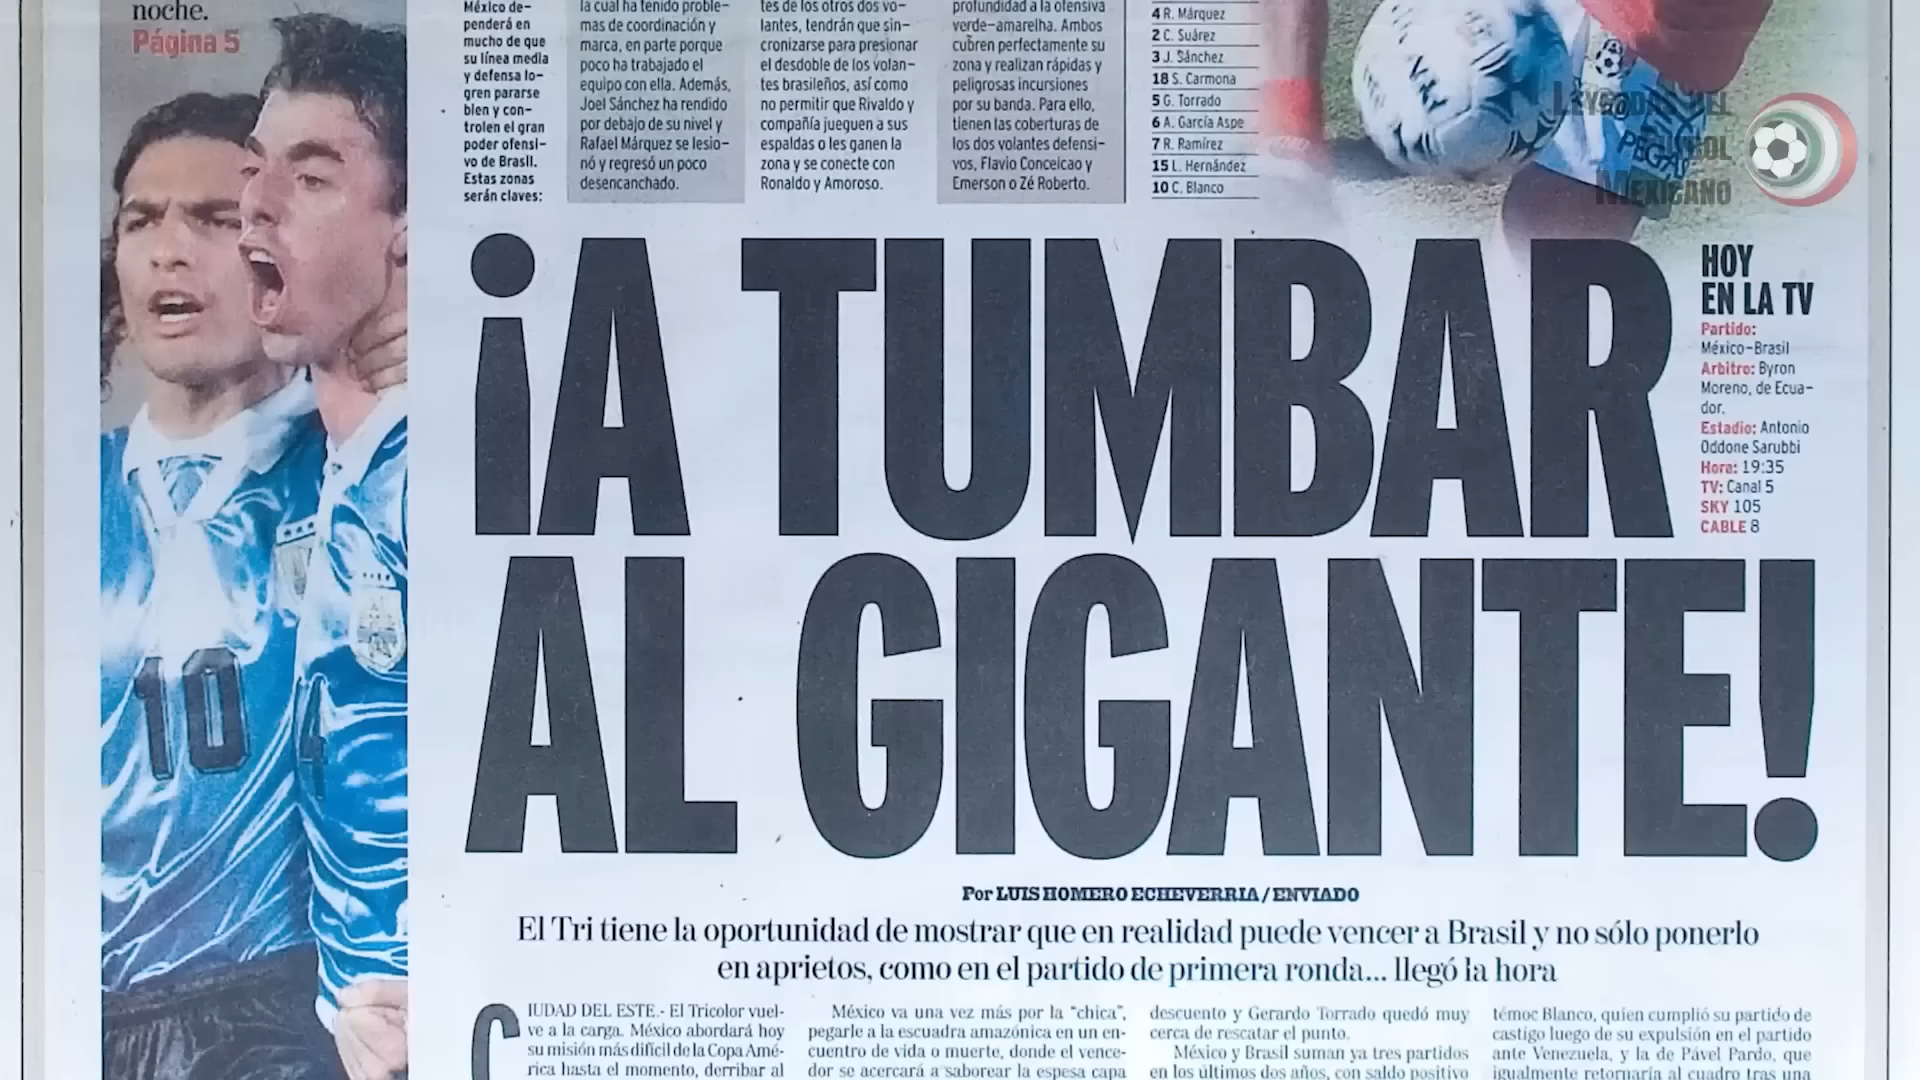 noche.
Página 5
México de-
penderá en
mucho de que
su línea media
y defensa lo-
gren pararse
bien y con-
trolen el gran
poder ofensi-
vo de Brasil.
Estas zonas
serán claves:
la cual ha tenido proble-
mas de coordinación y
marca, en parte porque
poco ha trabajado el
equipo con ella. Además,
Joel Sánchez ha rendido
por debajo de su nivel y
Rafael Márquez se lesio-
nó y regresó un poco
desencanchado.
tes de los otros dos vo-
lantes, tendrán que sin-
cronizarse para presionar
el desdoble de los volan-
tes brasileños, así como
no permitir que Rivaldo y
compañía jueguen a sus
espaldas o les ganen la
zona y se conecte con
Ronaldo y Amoroso.
profundidad a la ofensiva
verde-amarelha. Ambos
cubren perfectamente su
zona y realizan rápidas y
peligrosas incursiones
por su banda. Para ello,
tienen las coberturas de
los dos volantes defensi-
vos, Flavio Conceicao y
Emerson o Zé Roberto.
4 R. Márquez
2 C. Suárez
3 J. Sánchez
18 S. Carmona
5 G. Torrado
6 A. García Aspe
7 R. Ramírez
15 L. Hernández
10 C. Blanco
LEYENDAS DEL
FUTBOL
MEXICANO
PEGA
¡A TUMBAR
AL GIGANTE!
HOY
EN LA TV
Partido:
México-Brasil
Arbitro: Byron
Moreno, de Ecua-
dor.
Estadio: Antonio
Oddone Sarubbi
Hora: 19:35
TV: Canal 5
SKY 105
CABLE 8
10
4
Por LUIS HOMERO ECHEVERRIA / ENVIADO
El Tri tiene la oportunidad de mostrar que en realidad puede vencer a Brasil y no sólo ponerlo
en aprietos, como en el partido de primera ronda... llegó la hora
CIUDAD DEL ESTE.- El Tricolor vuel-
ve a la carga. México abordará hoy
su misión más difícil de la Copa Amé-
rica hasta el momento, derribar al
México va una vez más por la "chica",
pegarle a la escuadra amazónica en un en-
cuentro de vida o muerte, donde el vence-
dor se acercará a saborear la espesa capa
descuento y Gerardo Torrado quedó muy
cerca de rescatar el punto.
México y Brasil suman ya tres partidos
en los últimos dos años, con saldo positivo
témoc Blanco, quien cumplió su partido de
castigo luego de su expulsión en el partido
ante Venezuela, y la de Pável Pardo, que
igualmente retornaría al cuadro tras una